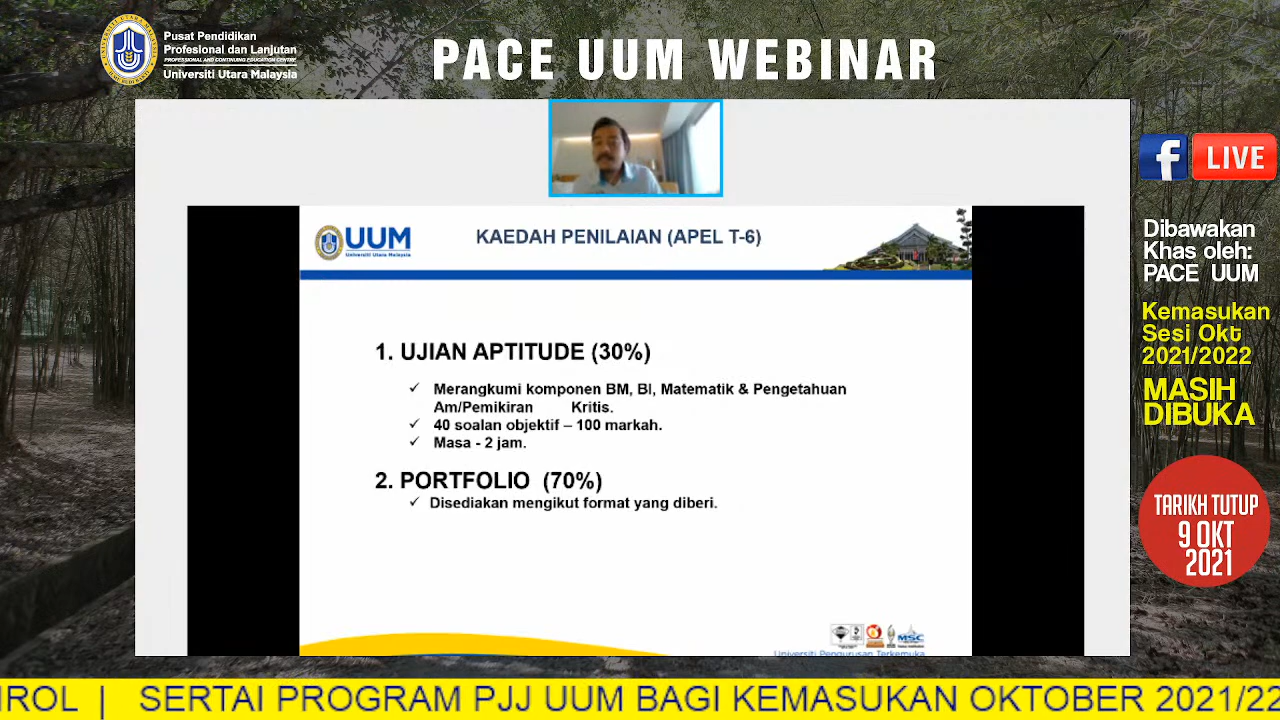 Pusat Pendidikan
Profesional dan Lanjutan
PROFESSIONAL AND CONTINUING EDUCATION CENTRE
Universiti Utara Malaysia
PACE UUM WEBINAR
f LIVE
UUM
Universiti Utara Malaysia
KAEDAH PENILAIAN (APEL T-6)
1. UJIAN APTITUDE (30%)
✓ Merangkumi komponen BM, BI, Matematik & Pengetahuan
Am/Pemikiran Kritis.
✓ 40 soalan objektif – 100 markah.
✓ Masa - 2 jam.
2. PORTFOLIO (70%)
✓ Disediakan mengikut format yang diberi.
MSC
Universiti Pengurusan Terkemuka
Dibawakan
Khas oleh:
PACE UUM
Kemasukan
Sesi Okt
2021/2022
MASIH
DIBUKA
TARIKH TUTUP
9 OKT
2021
IROL | SERTAI PROGRAM PJJ UUM BAGI KEMASUKAN OKTOBER 2021/22